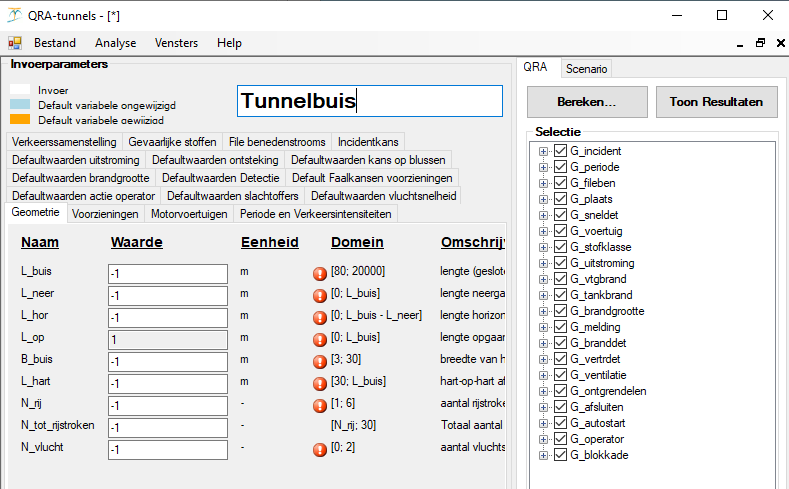 QRA-tunnels - [*]
Bestand Analyse Vensters Help
Invoerparameters
Invoer
Default variabele ongewijzigd
Default variabele gewijzigd
Tunnelbuis
Verkeerssamenstelling Gevaarlijke stoffen File benedenstrooms Incidentkans
Defaultwaarden uitstroming Defaultwaarden ontsteking Defaultwaarden kans op blussen
Defaultwaarden brandgrootte Defaultwaarden Detectie Default Faalkansen voorzieningen
Defaultwaarden actie operator Defaultwaarden slachtoffers Defaultwaarden vluchtsnelheid
Geometrie Voorzieningen Motorvoertuigen Periode en Verkeersintensiteiten
Naam Waarde Eenheid Domein Omschrijv
L_buis -1 m [80; 20000] lengte (geslote
L_neer -1 m [0; L_buis] lengte neerga
L_hor -1 m [0; L_buis - L_neer] lengte horizon
L_op 1 m [0; L_buis] lengte opgaar
B_buis -1 m [3; 30] breedte van h
L_hart -1 m [30; L_buis] hart-op-hart af
N_rij -1 - [1; 6] aantal rijstroke
N_tot_rijstroken -1 - [N_rij; 30] Totaal aantal
N_vlucht -1 - [0; 2] aantal vluchts
QRA Scenario
Bereken... Toon Resultaten
Selectie
G_incident
G_periode
G_fileben
G_plaats
G_sneldet
G_voertuig
G_stofklasse
G_uitstroming
G_vtgbrand
G_tankbrand
G_brandgrootte
G_melding
G_branddet
G_vertrdet
G_ventilatie
G_ontgrendelen
G_afsluiten
G_autostart
G_operator
G_blokkade